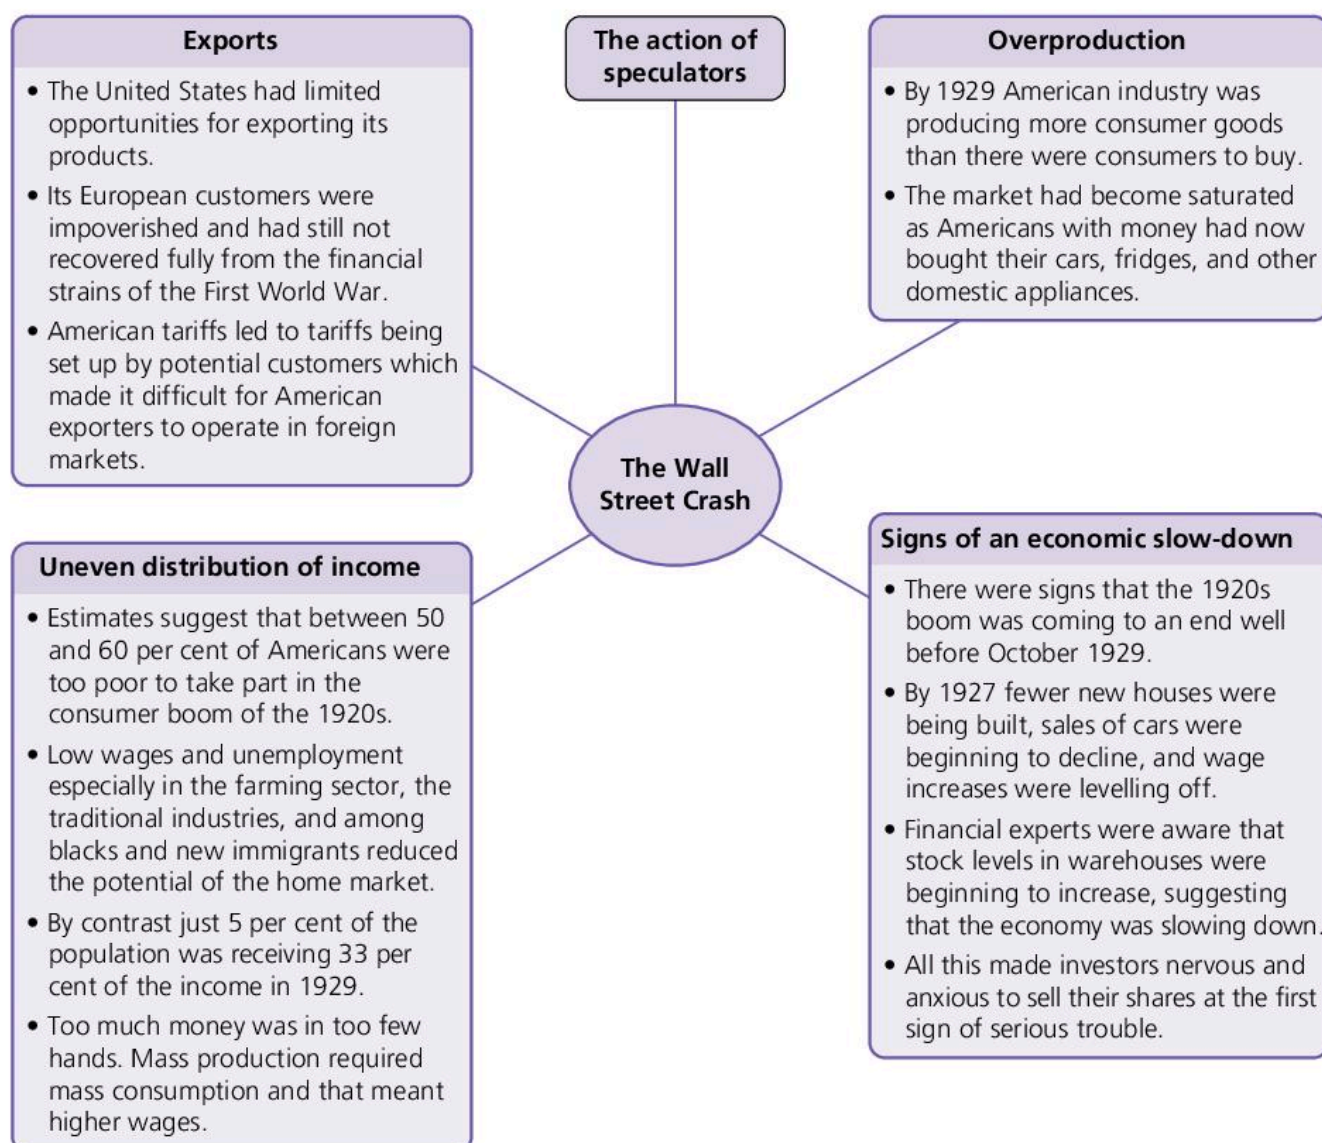 Exports
• The United States had limited
opportunities for exporting its
products.
• Its European customers were
impoverished and had still not
recovered fully from the financial
strains of the First World War.
• American tariffs led to tariffs being
set up by potential customers which
made it difficult for American
exporters to operate in foreign
markets.
The action of
speculators
Overproduction
• By 1929 American industry was
producing more consumer goods
than there were consumers to buy.
• The market had become saturated
as Americans with money had now
bought their cars, fridges, and other
domestic appliances.
The Wall
Street Crash
Uneven distribution of income
• Estimates suggest that between 50
and 60 per cent of Americans were
too poor to take part in the
consumer boom of the 1920s.
• Low wages and unemployment
especially in the farming sector, the
traditional industries, and among
blacks and new immigrants reduced
the potential of the home market.
• By contrast just 5 per cent of the
population was receiving 33 per
cent of the income in 1929.
• Too much money was in too few
hands. Mass production required
mass consumption and that meant
higher wages.
Signs of an economic slow-down
• There were signs that the 1920s
boom was coming to an end well
before October 1929.
• By 1927 fewer new houses were
being built, sales of cars were
beginning to decline, and wage
increases were levelling off.
• Financial experts were aware that
stock levels in warehouses were
beginning to increase, suggesting
that the economy was slowing down.
• All this made investors nervous and
anxious to sell their shares at the first
sign of serious trouble.